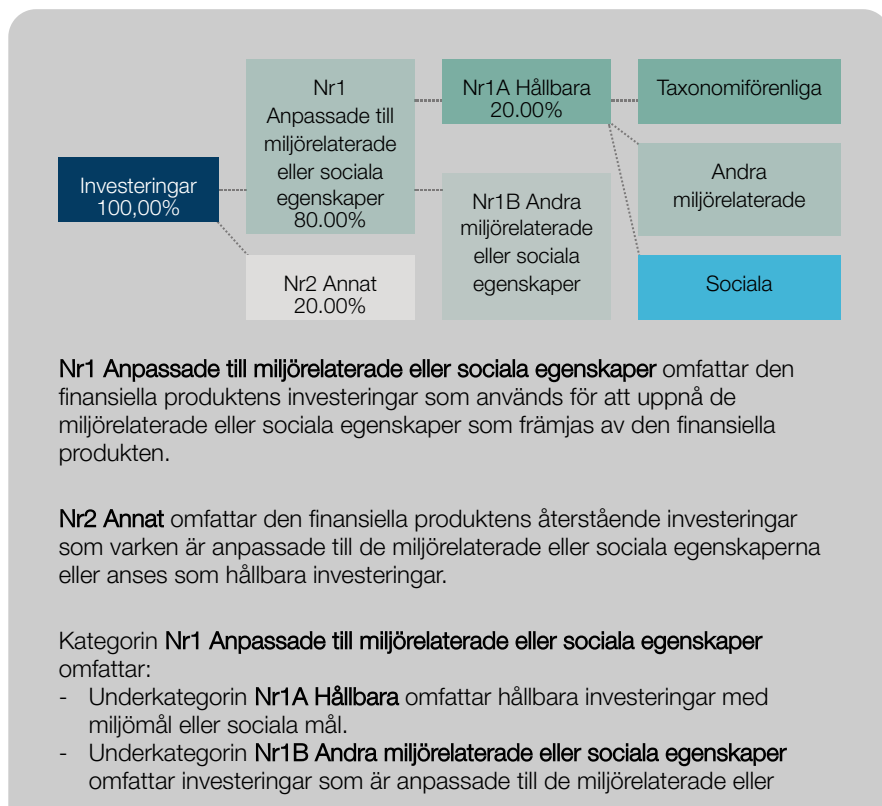 Investeringar
100,00%
Nr1
Anpassade till
miljörelaterade
eller sociala
egenskaper
80.00%
Nr2 Annat
20.00%
Nr1A Hållbara
20.00%
Nr1B Andra
miljörelaterade
eller sociala
egenskaper
Taxonomiförenliga
Andra
miljörelaterade
Sociala
Nr1 Anpassade till miljörelaterade eller sociala egenskaper omfattar den
finansiella produktens investeringar som används för att uppnå de
miljörelaterade eller sociala egenskaper som främjas av den finansiella
produkten.
Nr2 Annat omfattar den finansiella produktens återstående investeringar
som varken är anpassade till de miljörelaterade eller sociala egenskaperna
eller anses som hållbara investeringar.
Kategorin Nr1 Anpassade till miljörelaterade eller sociala egenskaper
omfattar:
- Underkategorin Nr1A Hållbara omfattar hållbara investeringar med
miljömål eller sociala mål.
- Underkategorin Nr1B Andra miljörelaterade eller sociala egenskaper
omfattar investeringar som är anpassade till de miljörelaterade eller